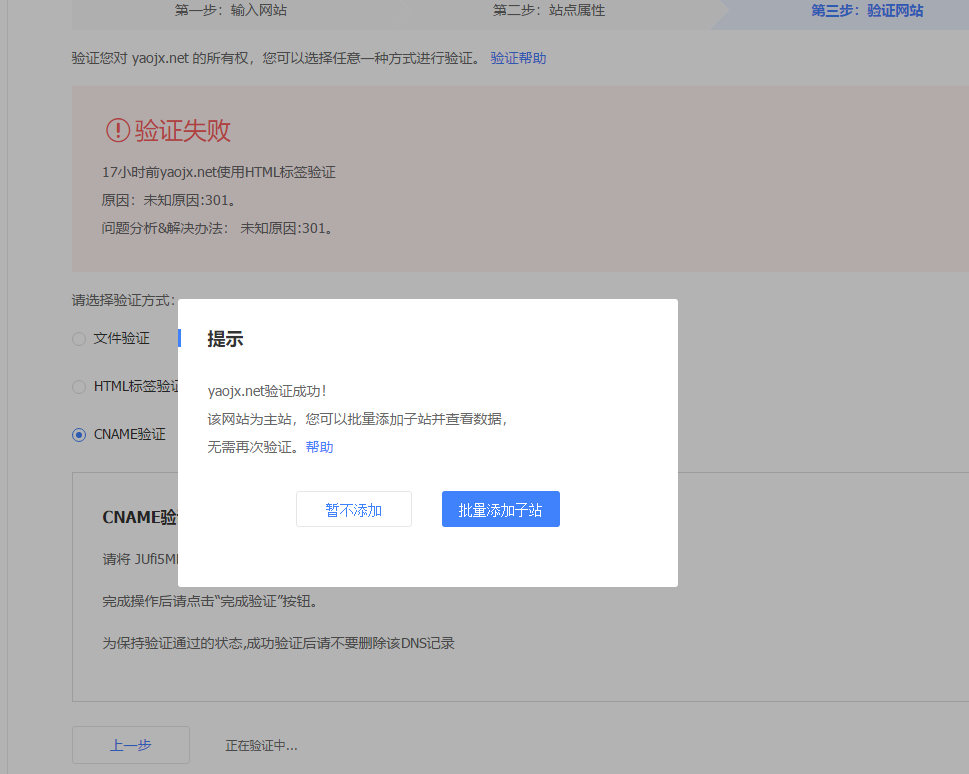 第一步：输入网站 第二步：站点属性 第三步：验证网站
验证您对 yaojx.net 的所有权，您可以选择任意一种方式进行验证。 验证帮助
验证失败
17小时前yaojx.net使用HTML标签验证
原因：未知原因:301。
问题分析&解决办法： 未知原因:301。
请选择验证方式：
文件验证
HTML标签验证
CNAME验证
提示
yaojx.net验证成功！
该网站为主站，您可以批量添加子站并查看数据，
无需再次验证。帮助
暂不添加 批量添加子站
CNAME验
请将 JUfi5M
完成操作后请点击“完成验证”按钮。
为保持验证通过的状态,成功验证后请不要删除该DNS记录
上一步 正在验证中...